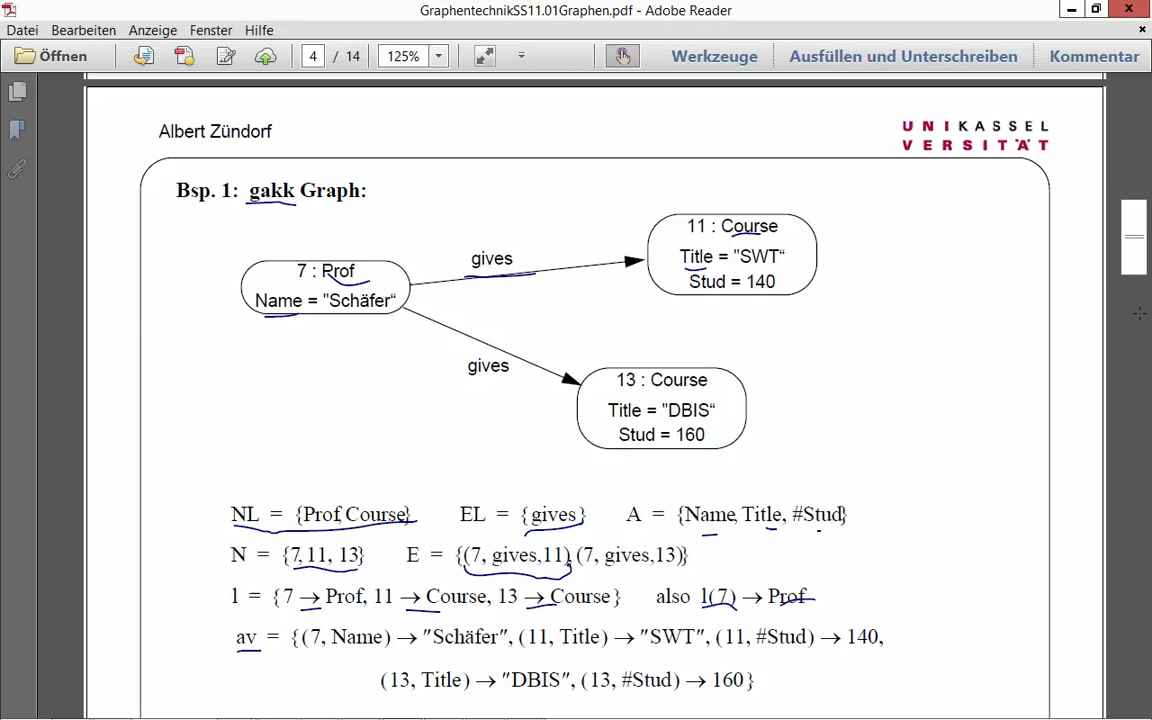 GraphentechnikSS11.01Graphen.pdf - Adobe Reader
Datei Bearbeiten Anzeige Fenster Hilfe
Öffnen 4 / 14 125% Werkzeuge Ausfüllen und Unterschreiben Kommentar
Albert Zündorf
UNIKASSEL
VERSITÄT
Bsp. 1: gakk Graph:
11 : Course
Title = "SWT“
Stud = 140
gives
7 : Prof
Name = "Schäfer“
gives
13 : Course
Title = "DBIS“
Stud = 160
NL = {Prof,Course} EL = {gives} A = {Name, Title, #Stud}
N = {7, 11, 13} E = {(7, gives,11), (7, gives,13)}
l = {7 → Prof, 11 → Course, 13 → Course} also l(7) → Prof
av = {(7, Name) → "Schäfer", (11, Title) → "SWT", (11, #Stud) → 140,
(13, Title) → "DBIS", (13, #Stud) → 160}